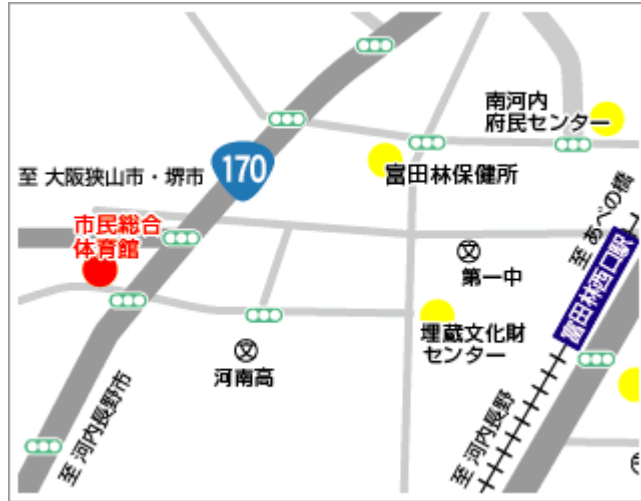 南河内
府民センター
170
富田林保健所
至 大阪狭山市・堺市
市民総合
体育館
至 あべの橋
文
第一中
富田林西口駅
埋蔵文化財
センター
文
河南高
至 河内長野市
至 河内長野